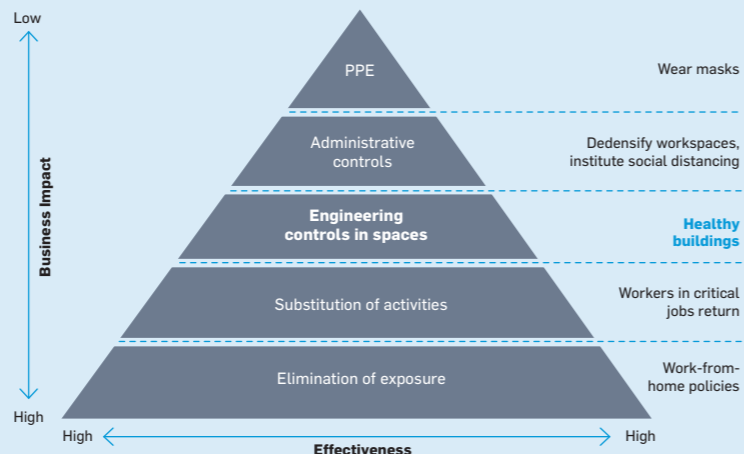 Low
PPE
Wear masks
Administrative
controls
Dedensify workspaces,
institute social distancing
Business Impact
Engineering
controls in spaces
Healthy
buildings
Substitution of activities
Workers in critical
jobs return
Elimination of exposure
Work-from-
home policies
High
High
High
Effectiveness